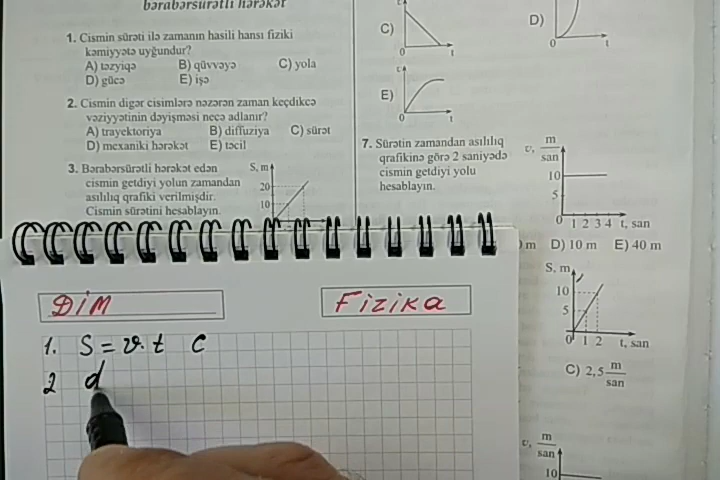 bərabərsürətli hərəkət
1. Cismin sürəti ilə zamanın hasili hansı fiziki
kəmiyyətə uyğundur?
A) təzyiqə B) qüvvəyə C) yola
D) gücə E) işə
2. Cismin digər cisimlərə nəzərən zaman keçdikcə
vəziyyətinin dəyişməsi necə adlanır?
A) trayektoriya B) diffuziya C) sürət
D) mexaniki hərəkət E) təcil
3. Bərabərsürətli hərəkət edən
cismin getdiyi yolun zamandan
asılılıq qrafiki verilmişdir.
Cismin sürətini hesablayın.
S, m
20
10
C)
0 t
D)
0 t
E)
0 t
7. Sürətin zamandan asılılıq
qrafikinə görə 2 saniyədə
cismin getdiyi yolu
hesablayın.
υ, m/san
10
5
0 1 2 3 4 t, san
m D) 10 m E) 40 m
S, m
10
5
0 1 2 t, san
C) 2,5 m/san
υ, m/san
10
DİM Fizika
1. S = υ · t C
2 d